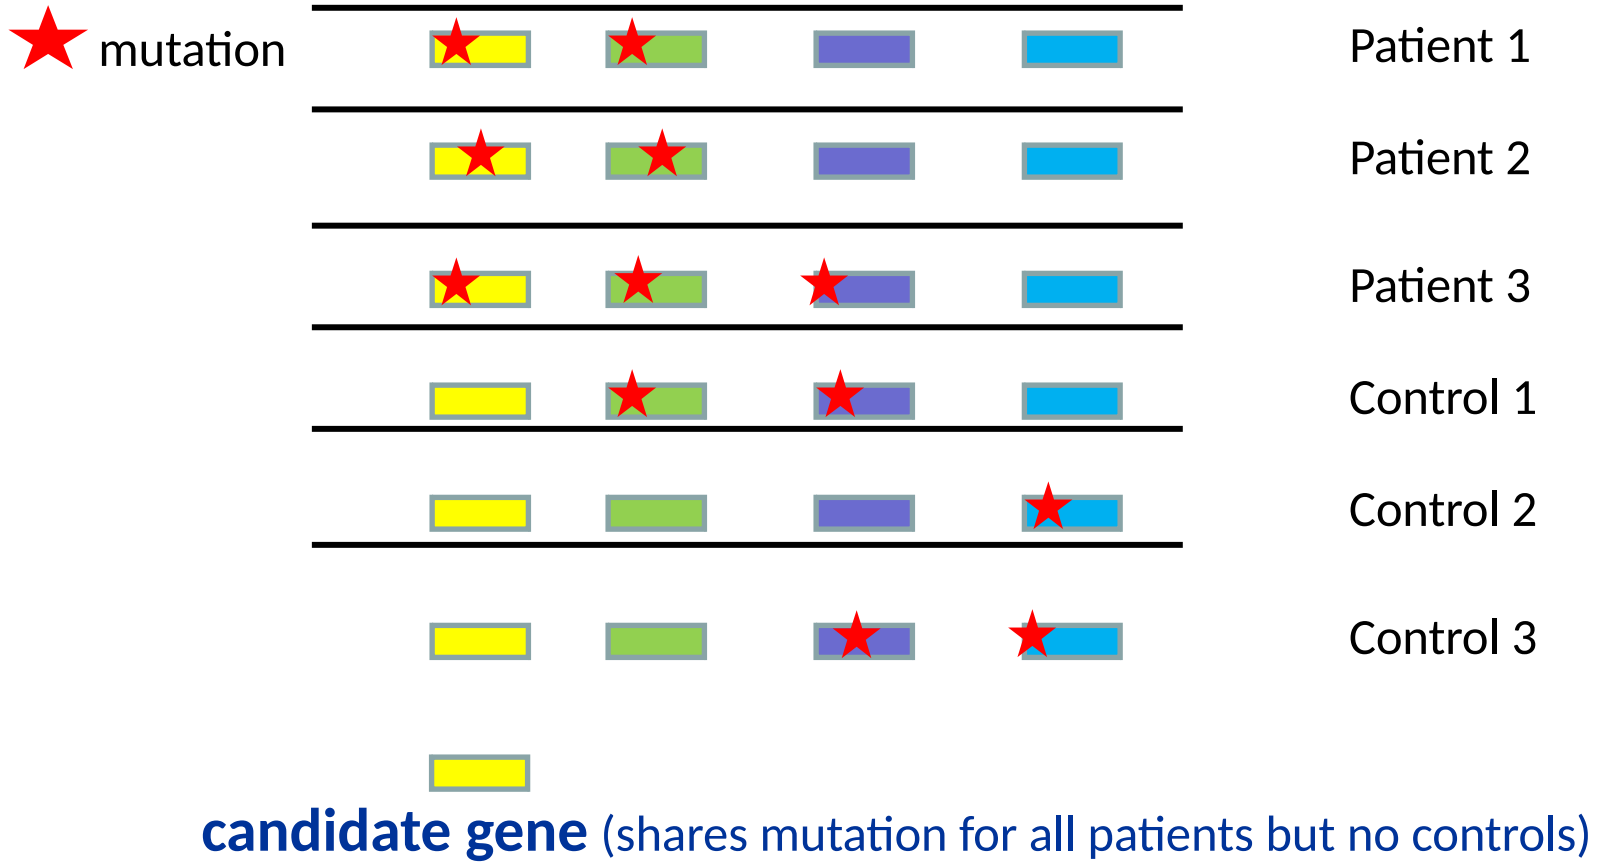 mutation
Patient 1
Patient 2
Patient 3
Control 1
Control 2
Control 3
candidate gene (shares mutation for all patients but no controls)